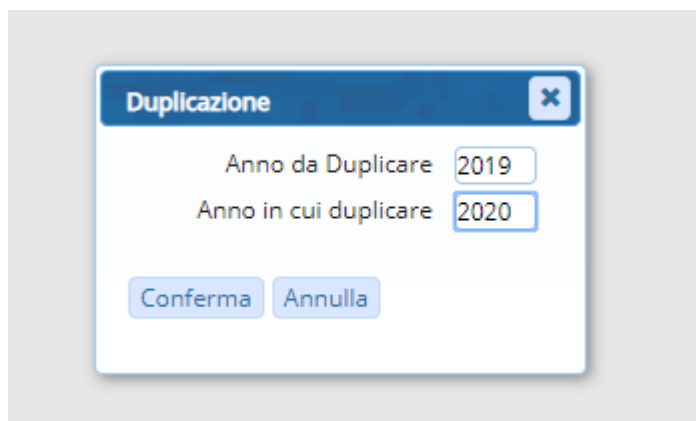 Duplicazione
Anno da Duplicare 2019
Anno in cui duplicare 2020
Conferma Annulla